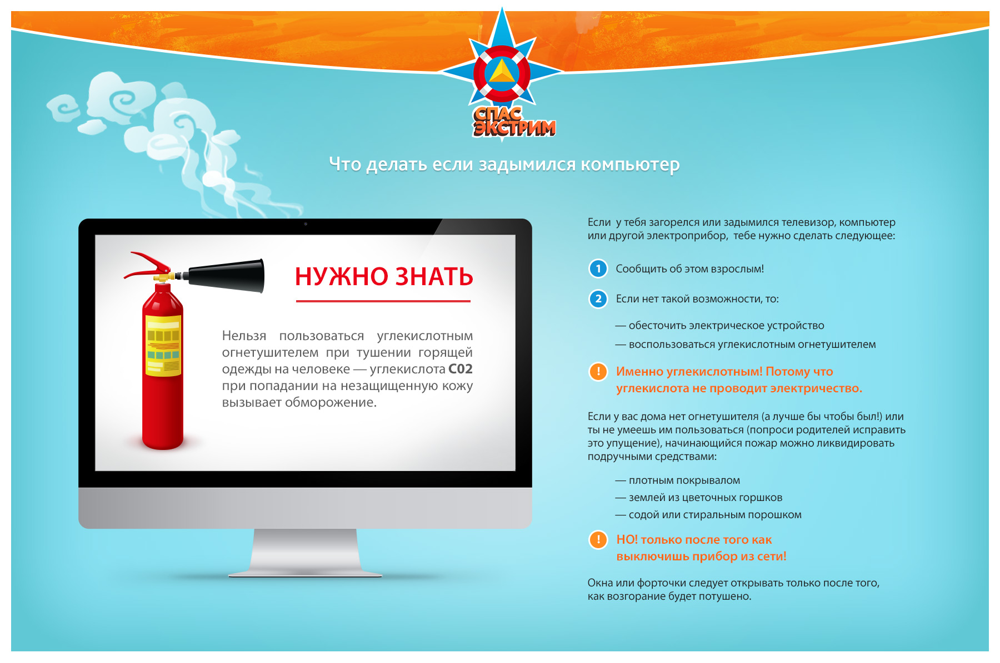 СПАС
ЭКСТРИМ
Что делать если задымился компьютер
НУЖНО ЗНАТЬ
Нельзя пользоваться углекислотным
огнетушителем при тушении горящей
одежды на человеке — углекислота С02
при попадании на незащищенную кожу
вызывает обморожение.
Если у тебя загорелся или задымился телевизор, компьютер
или другой электроприбор, тебе нужно сделать следующее:
1 Сообщить об этом взрослым!
2 Если нет такой возможности, то:
— обесточить электрическое устройство
— воспользоваться углекислотным огнетушителем
! Именно углекислотным! Потому что
углекислота не проводит электричество.
Если у вас дома нет огнетушителя (а лучше бы чтобы был!) или
ты не умеешь им пользоваться (попроси родителей исправить
это упущение), начинающийся пожар можно ликвидировать
подручными средствами:
— плотным покрывалом
— землей из цветочных горшков
— содой или стиральным порошком
! НО! только после того как
выключишь прибор из сети!
Окна или форточки следует открывать только после того,
как возгорание будет потушено.